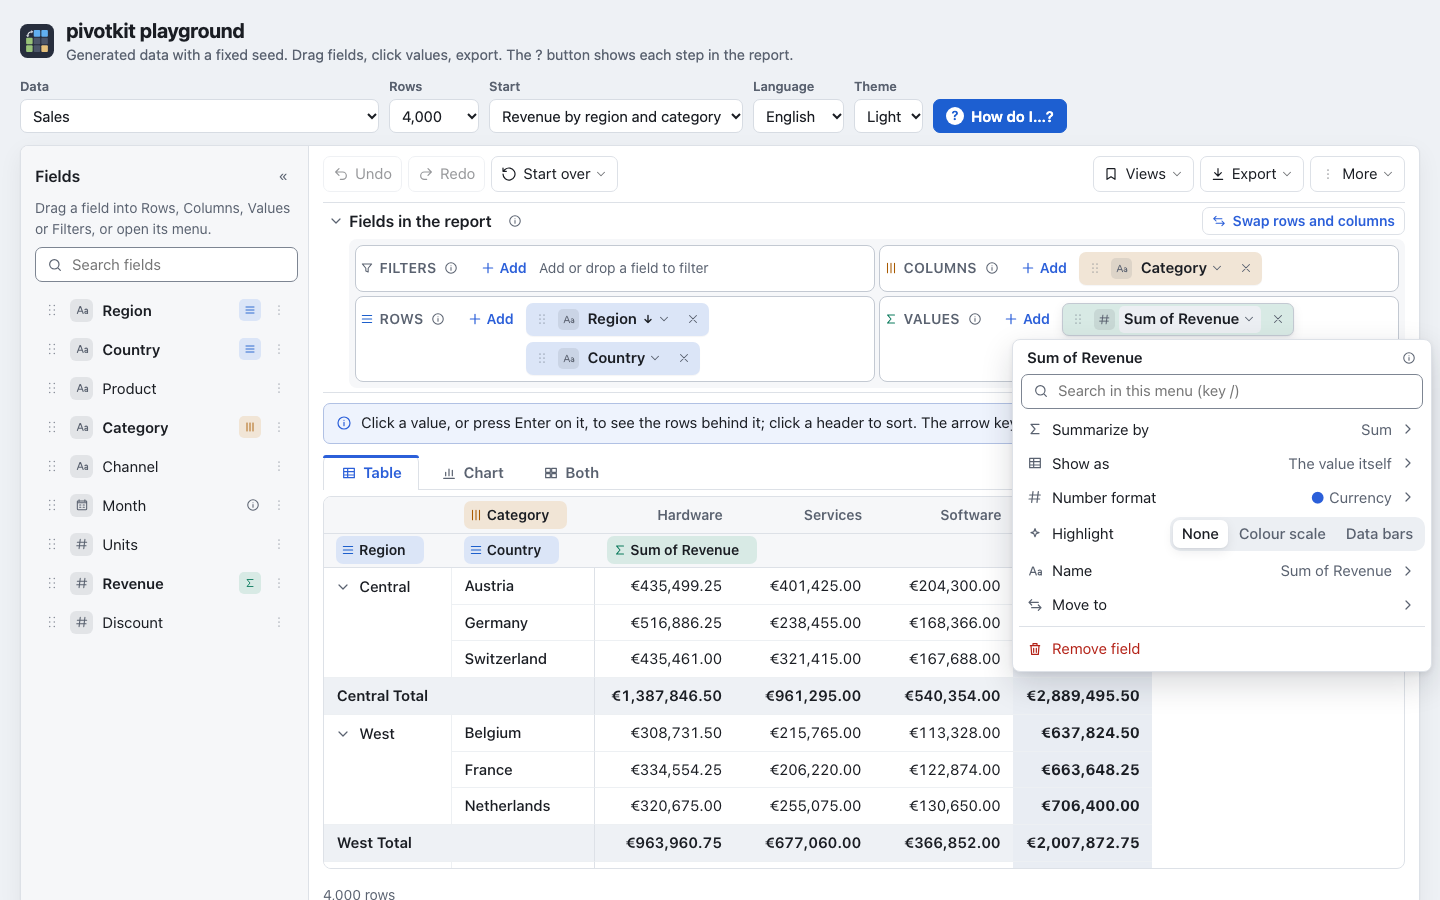 pivotkit playground
Generated data with a fixed seed. Drag fields, click values, export. The ? button shows each step in the report.
Data Rows Start Language Theme
Sales 4,000 Revenue by region and category English Light ? How do I...?
Fields «
Drag a field into Rows, Columns, Values
or Filters, or open its menu.
Search fields
Aa Region
Aa Country
Aa Product
Aa Category
Aa Channel
Month
# Units
# Revenue Σ
# Discount
Undo Redo Start over Views Export More
Fields in the report Swap rows and columns
FILTERS + Add Add or drop a field to filter
COLUMNS + Add Aa Category ×
ROWS + Add Aa Region ↓ ×
Aa Country ×
Σ VALUES + Add # Sum of Revenue ×
Sum of Revenue
Search in this menu (key /)
Σ Summarize by Sum
Show as The value itself
# Number format Currency
Highlight None Colour scale Data bars
Aa Name Sum of Revenue
Move to
Remove field
Click a value, or press Enter on it, to see the rows behind it; click a header to sort. The arrow
Table Chart Both
Category Hardware Services Software
Region Country Σ Sum of Revenue
Central Austria €435,499.25 €401,425.00 €204,300.00
Germany €516,886.25 €238,455.00 €168,366.00
Switzerland €435,461.00 €321,415.00 €167,688.00
Central Total €1,387,846.50 €961,295.00 €540,354.00 €2,889,495.50
West Belgium €308,731.50 €215,765.00 €113,328.00 €637,824.50
France €334,554.25 €206,220.00 €122,874.00 €663,648.25
Netherlands €320,675.00 €255,075.00 €130,650.00 €706,400.00
West Total €963,960.75 €677,060.00 €366,852.00 €2,007,872.75
4,000 rows